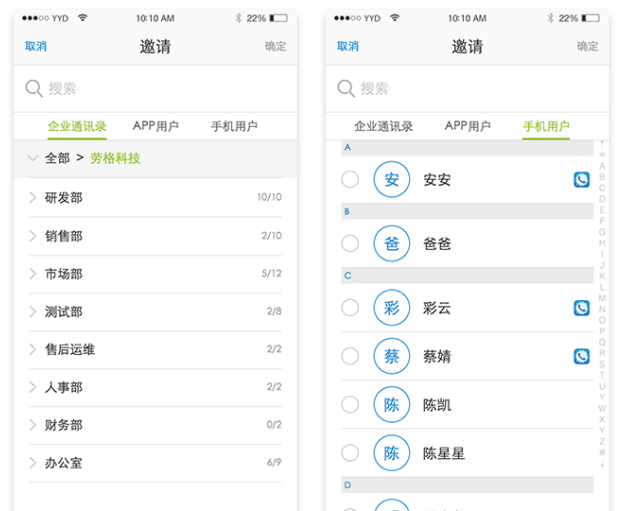 YYD 10:10 AM 22%
取消 邀请 确定
搜索
企业通讯录 APP用户 手机用户
全部 > 劳格科技
研发部 10/10
销售部 2/10
市场部 5/12
测试部 2/8
售后运维 2/2
人事部 2/2
财务部 0/2
办公室 6/9
YYD 10:10 AM 22%
取消 邀请 确定
搜索
企业通讯录 APP用户 手机用户
A
安 安安
B
爸 爸爸
C
彩 彩云
蔡 蔡婧
陈 陈凯
陈 陈星星
D
A
B
C
D
E
F
G
H
I
J
K
L
M
N
O
P
Q
R
S
T
U
Y
W
X
Y
Z
#